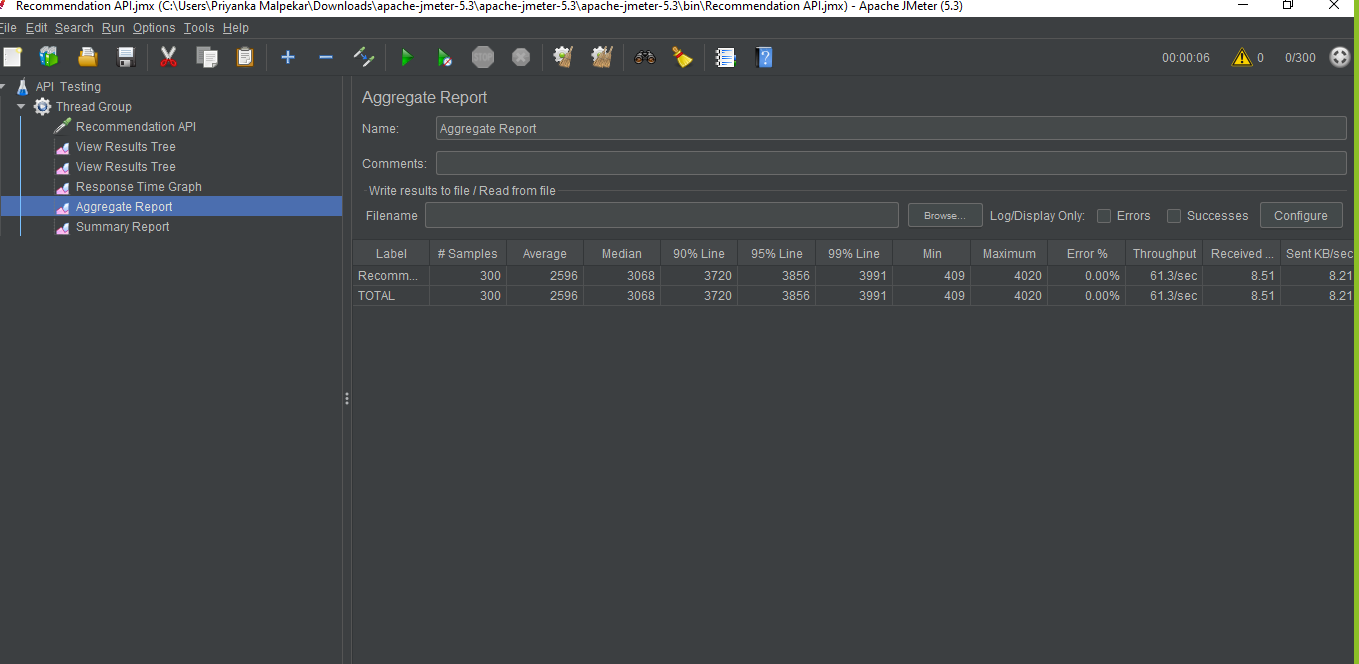 Recommendation API.jmx (C:\Users\Priyanka Malpekar\Downloads\apache-jmeter-5.3\apache-jmeter-5.3\apache-jmeter-5.3\bin\Recommendation API.jmx) - Apache JMeter (5.3)
File Edit Search Run Options Tools Help
STOP 00:00:06 0 0/300
API Testing
Thread Group
Recommendation API
View Results Tree
View Results Tree
Response Time Graph
Aggregate Report
Summary Report
Aggregate Report
Name: Aggregate Report
Comments:
Write results to file / Read from file
Filename Browse... Log/Display Only: Errors Successes Configure
Label # Samples Average Median 90% Line 95% Line 99% Line Min Maximum Error % Throughput Received ... Sent KB/sec
Recomm... 300 2596 3068 3720 3856 3991 409 4020 0.00% 61.3/sec 8.51 8.21
TOTAL 300 2596 3068 3720 3856 3991 409 4020 0.00% 61.3/sec 8.51 8.21